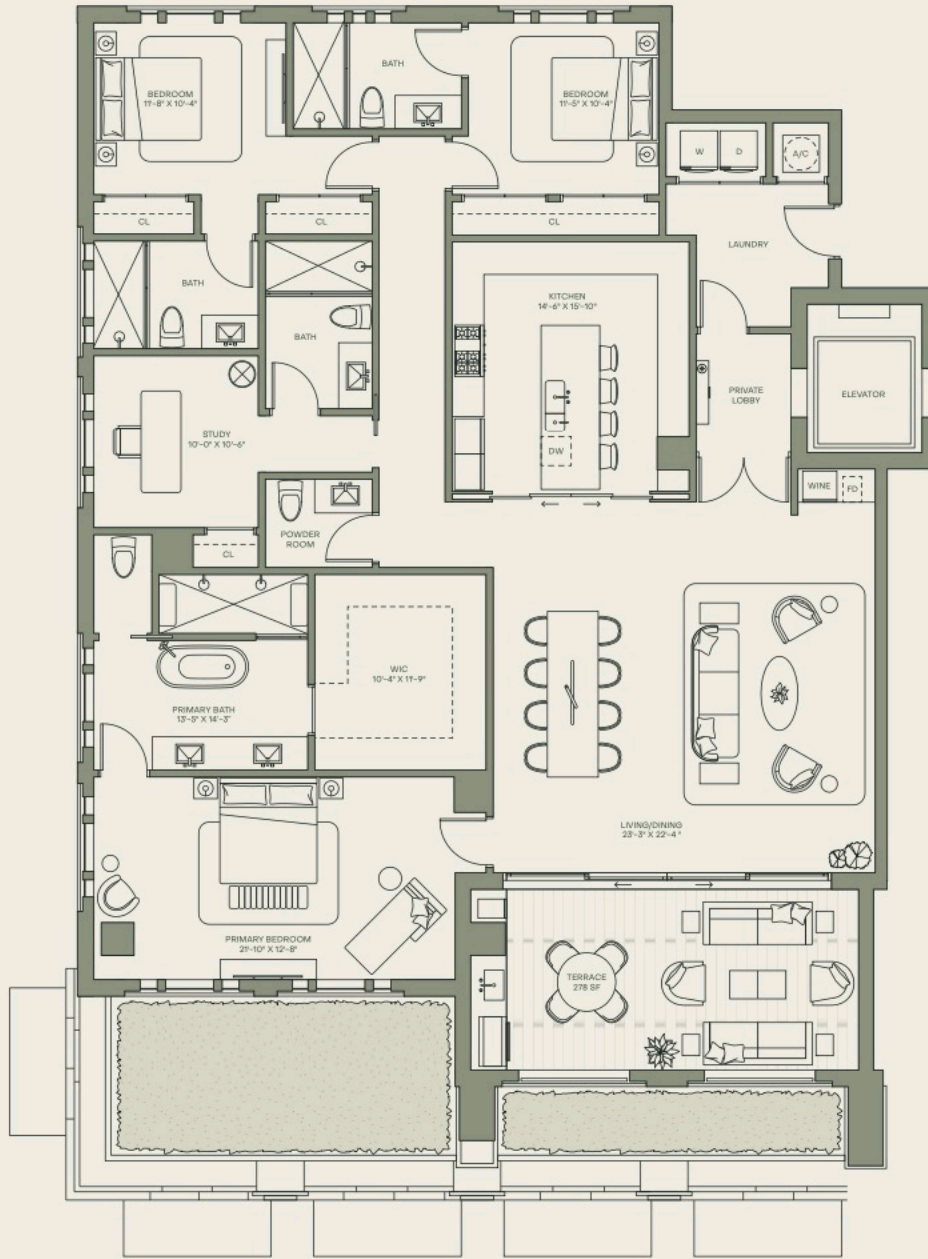 BATH
BEDROOM
11'-8" X 10'-4"
BEDROOM
11'-5" X 10'-4"
W
D
A/C
CL
CL
CL
LAUNDRY
BATH
KITCHEN
14'-6" X 15'-10"
BATH
PRIVATE
LOBBY
ELEVATOR
STUDY
10'-0" X 10'-6"
DW
WINE
FD
POWDER
ROOM
CL
WIC
10'-4" X 11'-9"
PRIMARY BATH
13'-5" X 14'-3"
LIVING/DINING
23'-3" X 22'-4"
PRIMARY BEDROOM
21'-10" X 12'-8"
TERRACE
278 SF